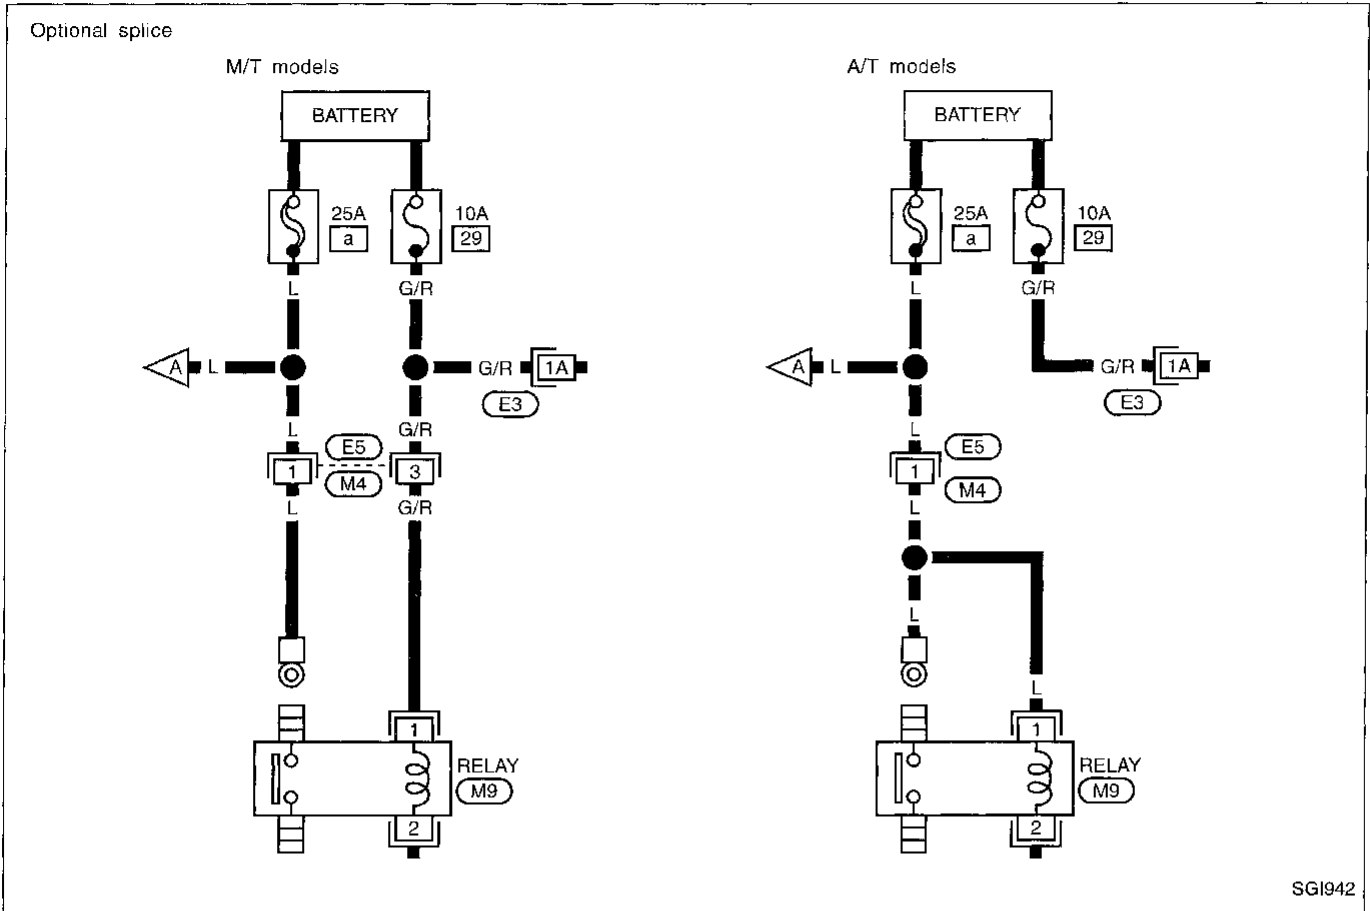 Optional splice
M/T models
BATTERY
25A
a
10A
29
L
G/R
A
L
G/R
1A
E3
L
G/R
1
E5
M4
3
L
G/R
1
RELAY
M9
2
A/T models
BATTERY
25A
a
10A
29
L
G/R
A
L
G/R
1A
E3
L
1
E5
M4
L
L
L
1
RELAY
M9
2
SGI942